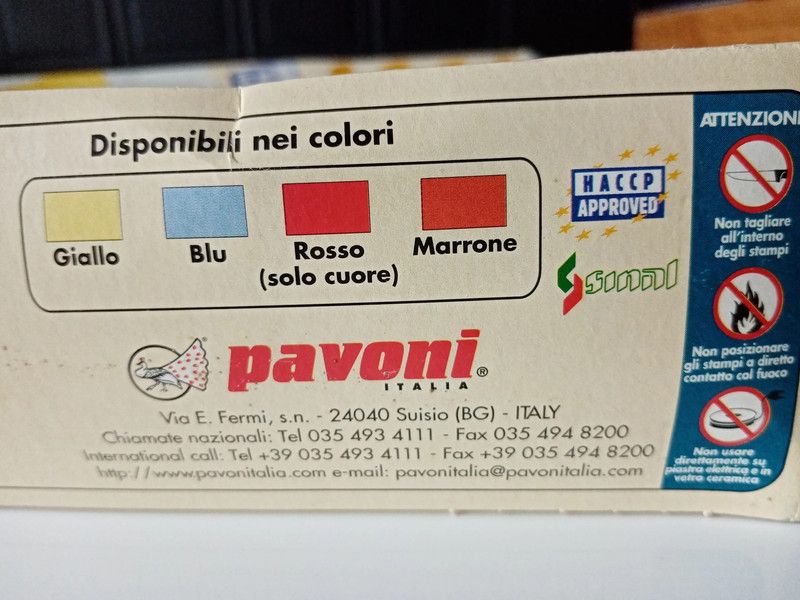 Disponibili nei colori
Giallo
Blu
Rosso
(solo cuore)
Marrone
HACCP
APPROVED
sinal
pavoni®
ITALIA
Via E. Fermi, s.n. - 24040 Suisio (BG) - ITALY
Chiamate nazionali: Tel 035 493 4111 - Fax 035 494 8200
International call: Tel +39 035 493 4111 - Fax +39 035 494 8200
http://www.pavonitalia.com e-mail: pavonitalia@pavonitalia.com
ATTENZIONI
Non tagliare
all'interno
degli stampi
Non posizionare
gli stampi a diretto
contatto col fuoco
Non usare
direttamente su
piastra elettrica e in
vetro ceramica